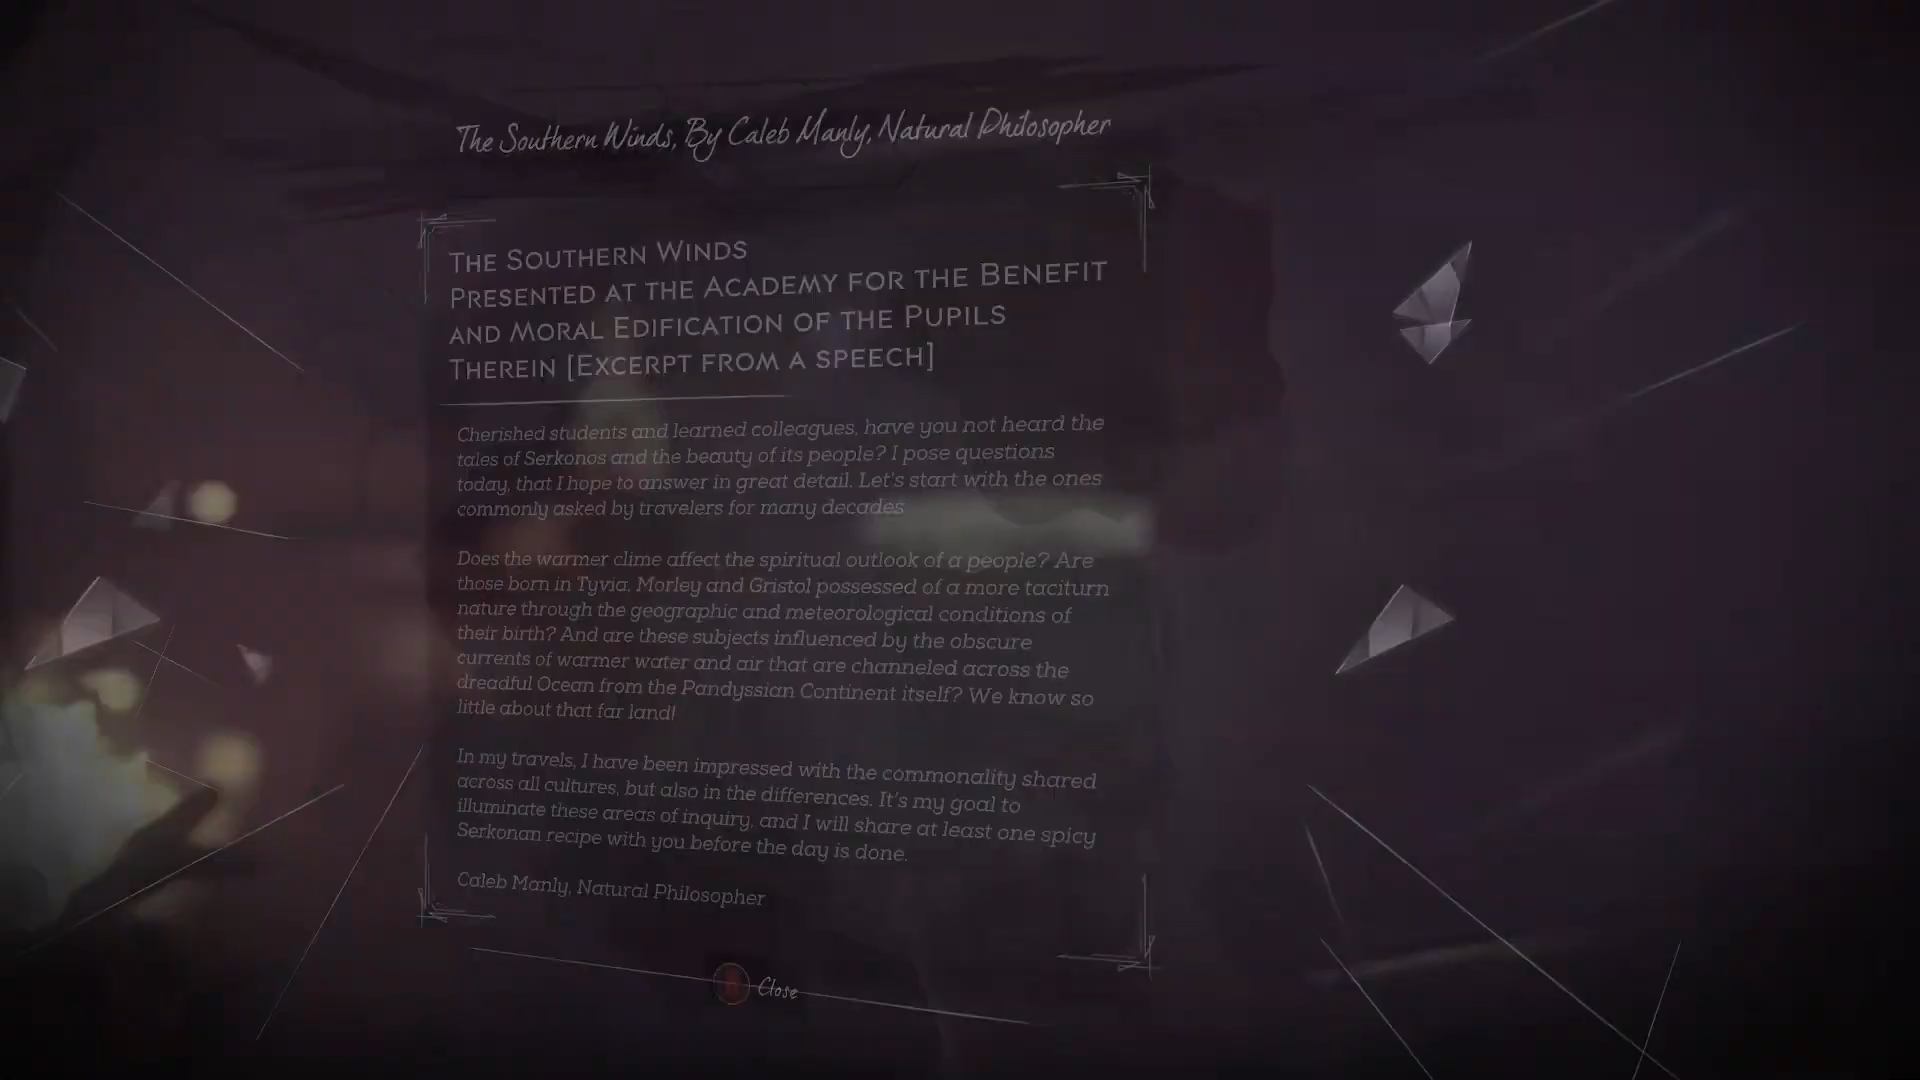 The Southern Winds, By Caleb Manly, Natural Philosopher
The Southern Winds
Presented at the Academy for the Benefit
and Moral Edification of the Pupils
Therein [Excerpt from a speech]
Cherished students and learned colleagues, have you not heard the
tales of Serkonos and the beauty of its people? I pose questions
today, that I hope to answer in great detail. Let's start with the ones
commonly asked by travelers for many decades
Does the warmer clime affect the spiritual outlook of a people? Are
those born in Tyvia, Morley and Gristol possessed of a more taciturn
nature through the geographic and meteorological conditions of
their birth? And are these subjects influenced by the obscure
currents of warmer water and air that are channeled across the
dreadful Ocean from the Pandyssian Continent itself? We know so
little about that far land!
In my travels, I have been impressed with the commonality shared
across all cultures, but also in the differences. It's my goal to
illuminate these areas of inquiry, and I will share at least one spicy
Serkonan recipe with you before the day is done.
Caleb Manly, Natural Philosopher
Close